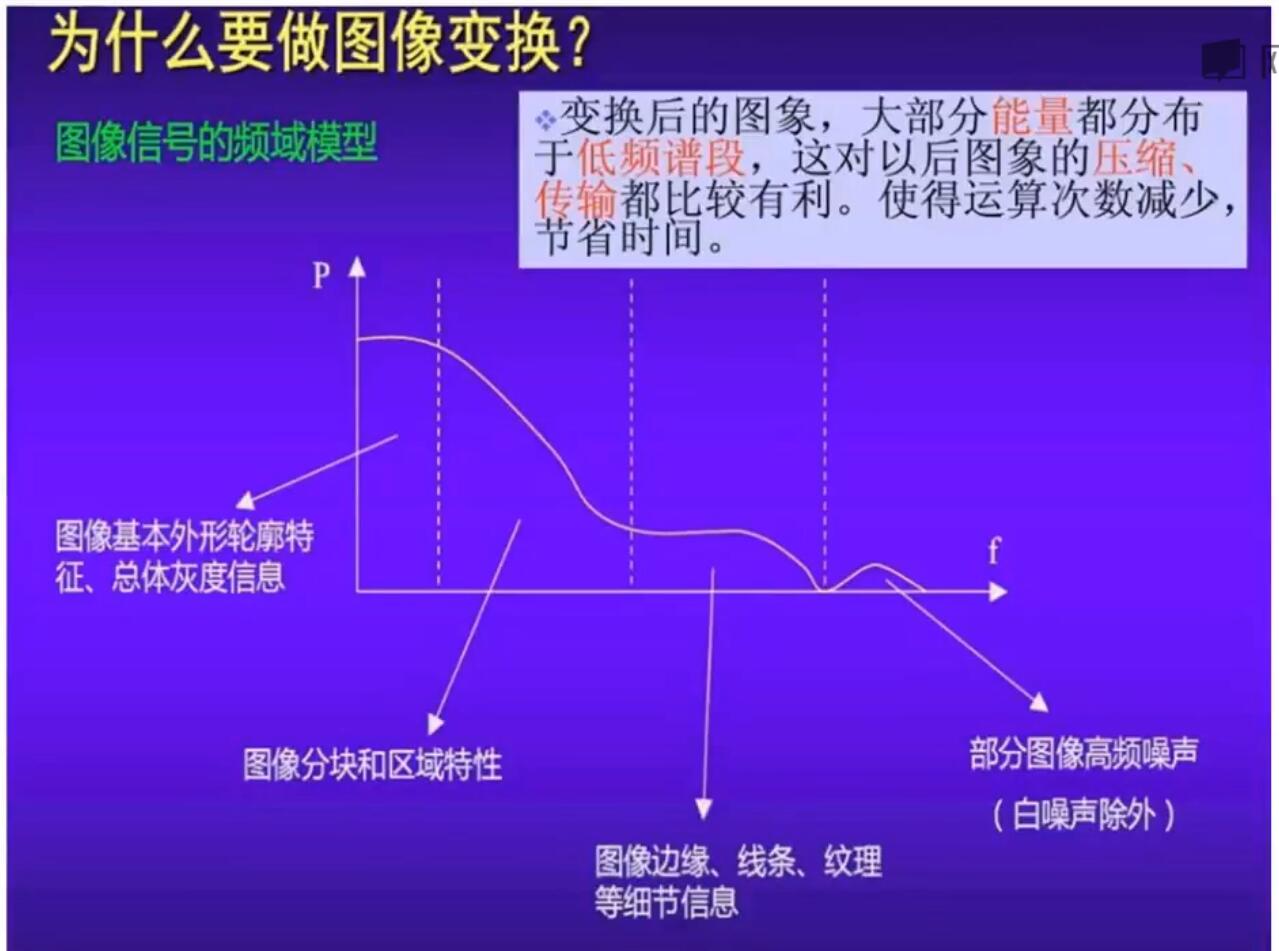 为什么要做图像变换？
图像信号的频域模型
❖变换后的图象，大部分能量都分布
于低频谱段，这对以后图象的压缩、
传输都比较有利。使得运算次数减少，
节省时间。
P
f
图像基本外形轮廓特
征、总体灰度信息
图像分块和区域特性
部分图像高频噪声
（白噪声除外）
图像边缘、线条、纹理
等细节信息